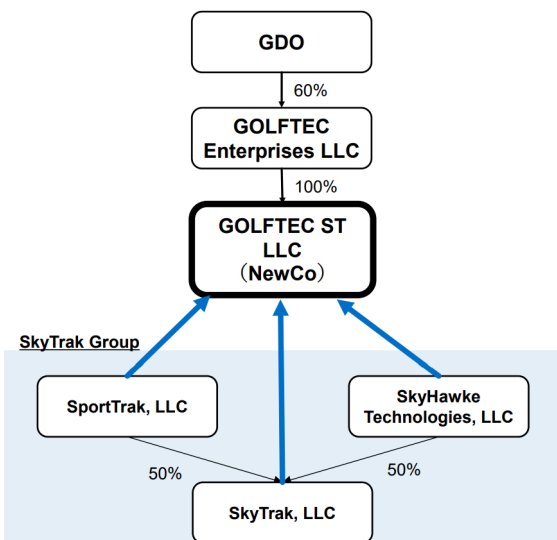 GDO
60%
GOLFTEC
Enterprises LLC
100%
GOLFTEC ST
LLC
（NewCo）
SkyTrak Group
SportTrak, LLC
SkyHawke
Technologies, LLC
50%
50%
SkyTrak, LLC